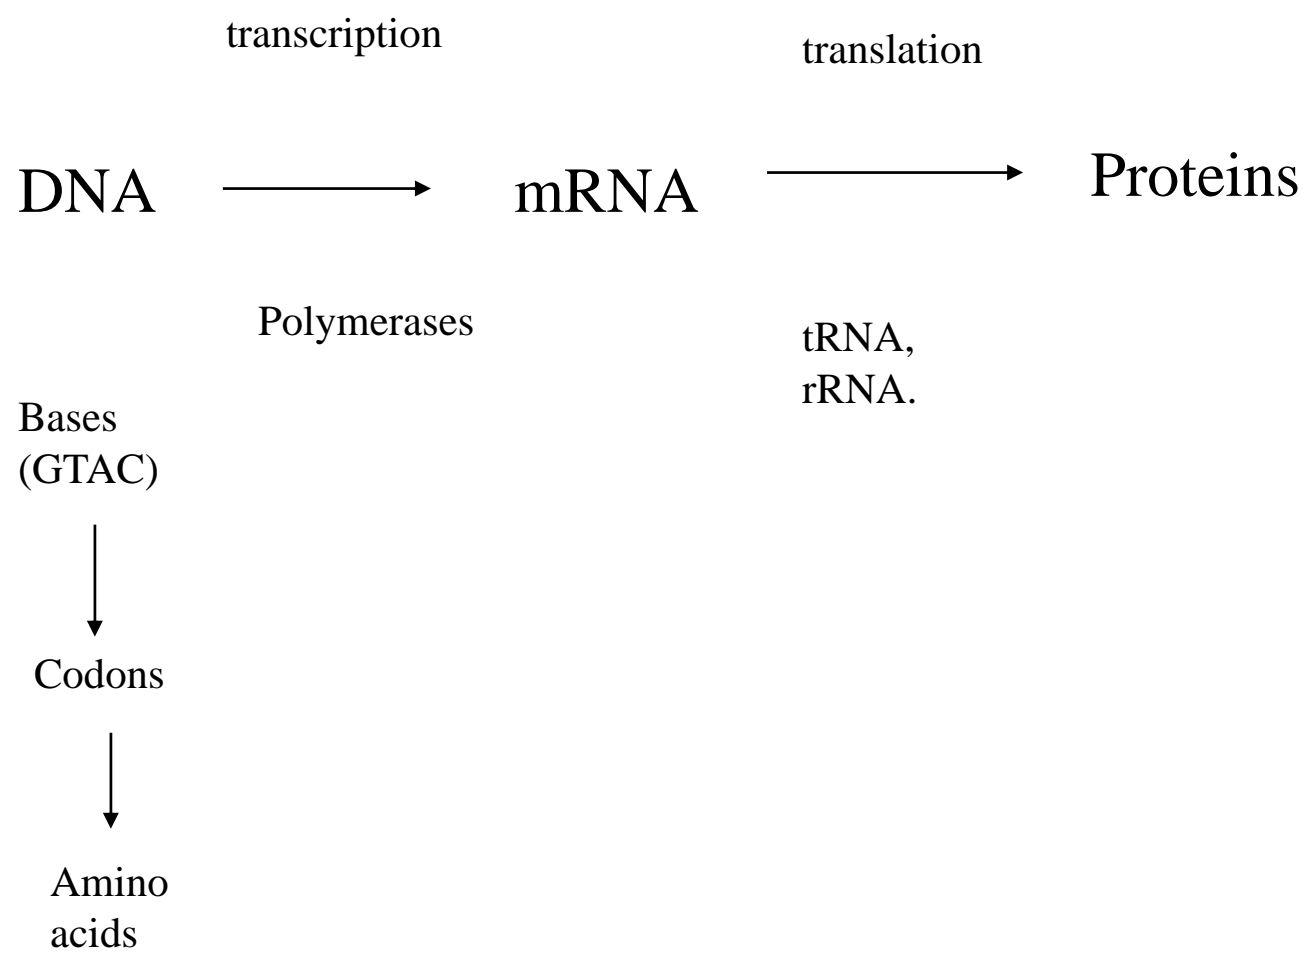 transcription
translation
DNA
mRNA
Proteins
Polymerases
tRNA,
rRNA.
Bases
(GTAC)
Codons
Amino
acids